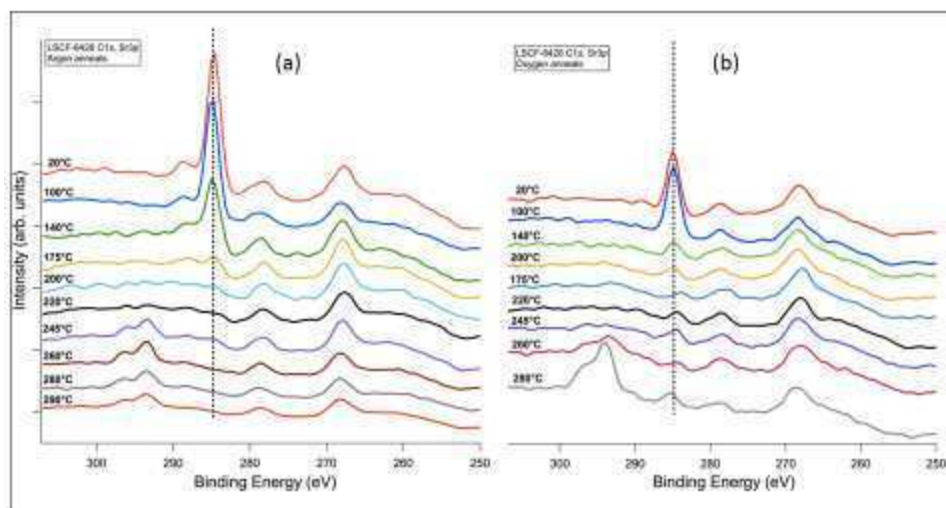 LSCF-6428 C1s, Sr3p
Argon anneals
(a)
Intensity (arb. units)
20°C
100°C
140°C
175°C
200°C
220°C
245°C
260°C
280°C
290°C
300 290 280 270 260 250
Binding Energy (eV)
LSCF-6428 C1s, Sr3p
Oxygen anneals
(b)
20°C
100°C
140°C
200°C
175°C
220°C
245°C
260°C
280°C
300 290 280 270 260 250
Binding Energy (eV)